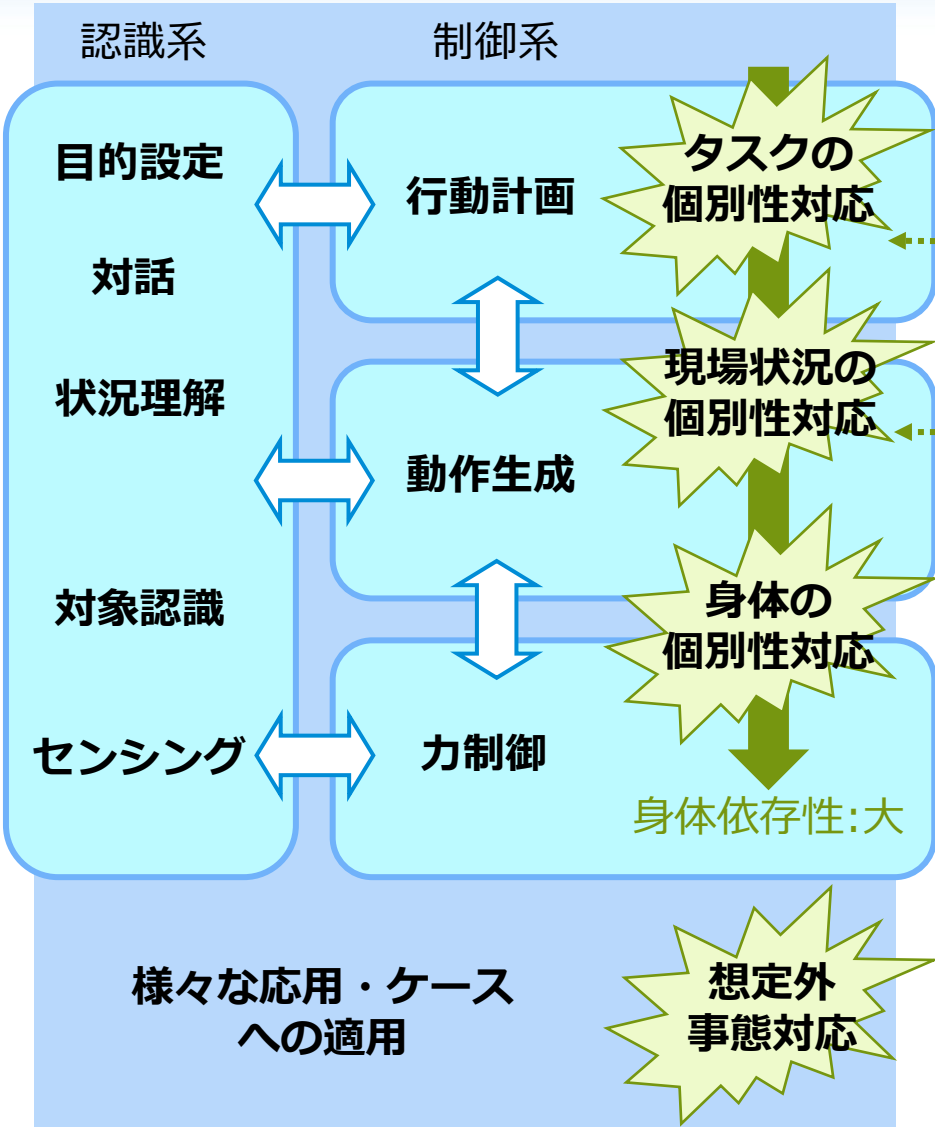 認識系
制御系
目的設定
対話
状況理解
対象認識
センシング
行動計画
動作生成
力制御
タスクの
個別性対応
現場状況の
個別性対応
身体の
個別性対応
身体依存性:大
様々な応用・ケース
への適用
想定外
事態対応